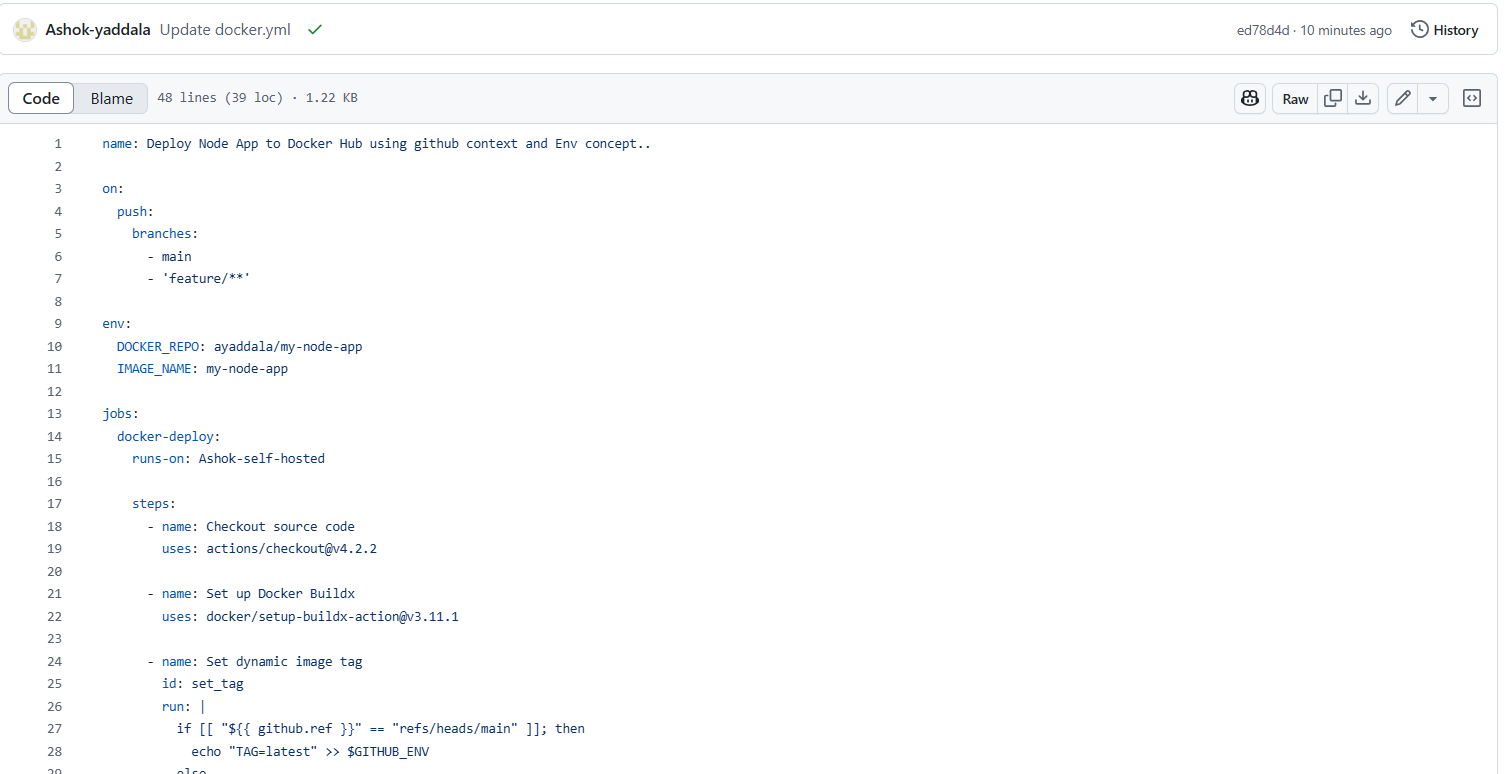 Ashok-yaddala Update docker.yml
ed78d4d · 10 minutes ago History
Code Blame 48 lines (39 loc) · 1.22 KB Raw
1 name: Deploy Node App to Docker Hub using github context and Env concept..
2
3 on:
4 push:
5 branches:
6 - main
7 - 'feature/**'
8
9 env:
10 DOCKER_REPO: ayaddala/my-node-app
11 IMAGE_NAME: my-node-app
12
13 jobs:
14 docker-deploy:
15 runs-on: Ashok-self-hosted
16
17 steps:
18 - name: Checkout source code
19 uses: actions/checkout@v4.2.2
20
21 - name: Set up Docker Buildx
22 uses: docker/setup-buildx-action@v3.11.1
23
24 - name: Set dynamic image tag
25 id: set_tag
26 run: |
27 if [[ "${{ github.ref }}" == "refs/heads/main" ]]; then
28 echo "TAG=latest" >> $GITHUB_ENV
29 else